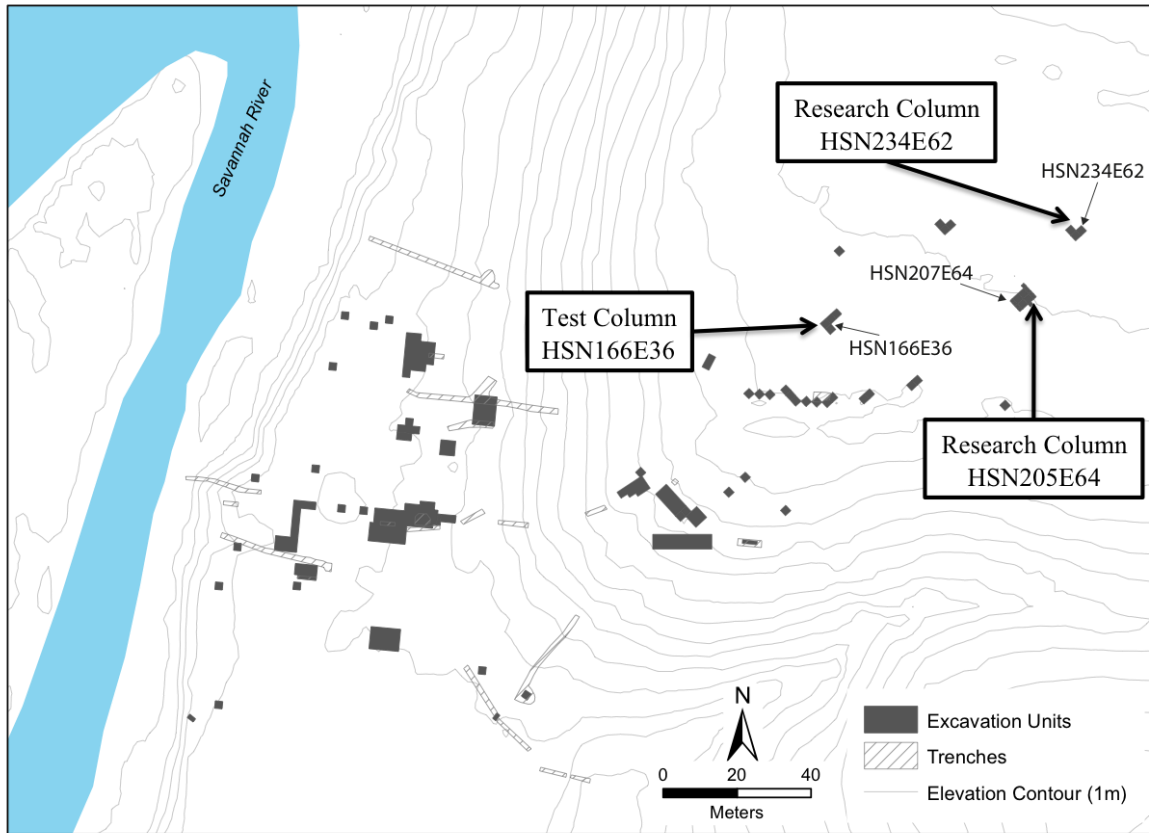 Savannah River
Research Column
HSN234E62
HSN234E62
HSN207E64
Test Column
HSN166E36
HSN166E36
Research Column
HSN205E64
N
0 20 40
Meters
Excavation Units
Trenches
Elevation Contour (1m)